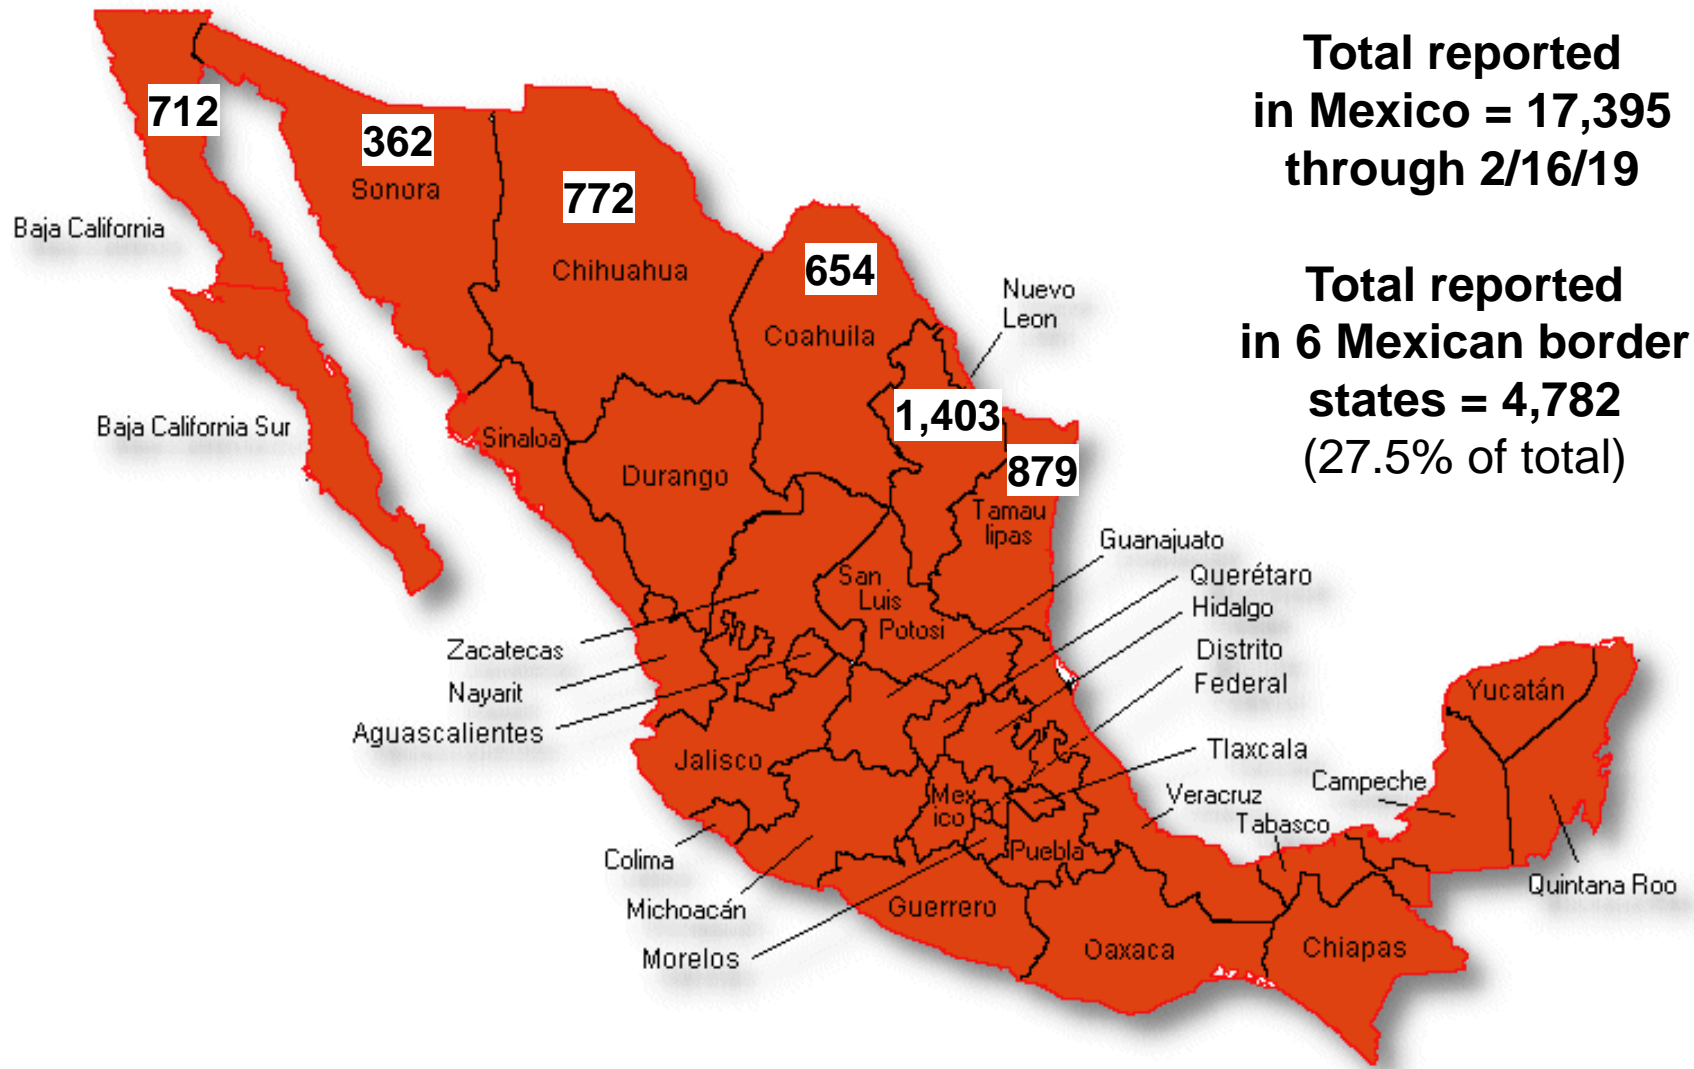 Total reported
in Mexico = 17,395
through 2/16/19
Total reported
in 6 Mexican border
states = 4,782
(27.5% of total)
712
362
Sonora
772
Baja California
Chihuahua
654
Nuevo
Leon
Coahuila
1,403
Baja California Sur
Sinaloa
879
Durango
Tamau
lipas
Guanajuato
San
Luis
Potosi
Querétaro
Hidalgo
Zacatecas
Distrito
Federal
Nayarit
Yucatán
Aguascalientes
Jalisco
Tlaxcala
Mex
ico
Veracruz
Campeche
Tabasco
Colima
Puebla
Quintana Roo
Michoacán
Guerrero
Morelos
Oaxaca
Chiapas